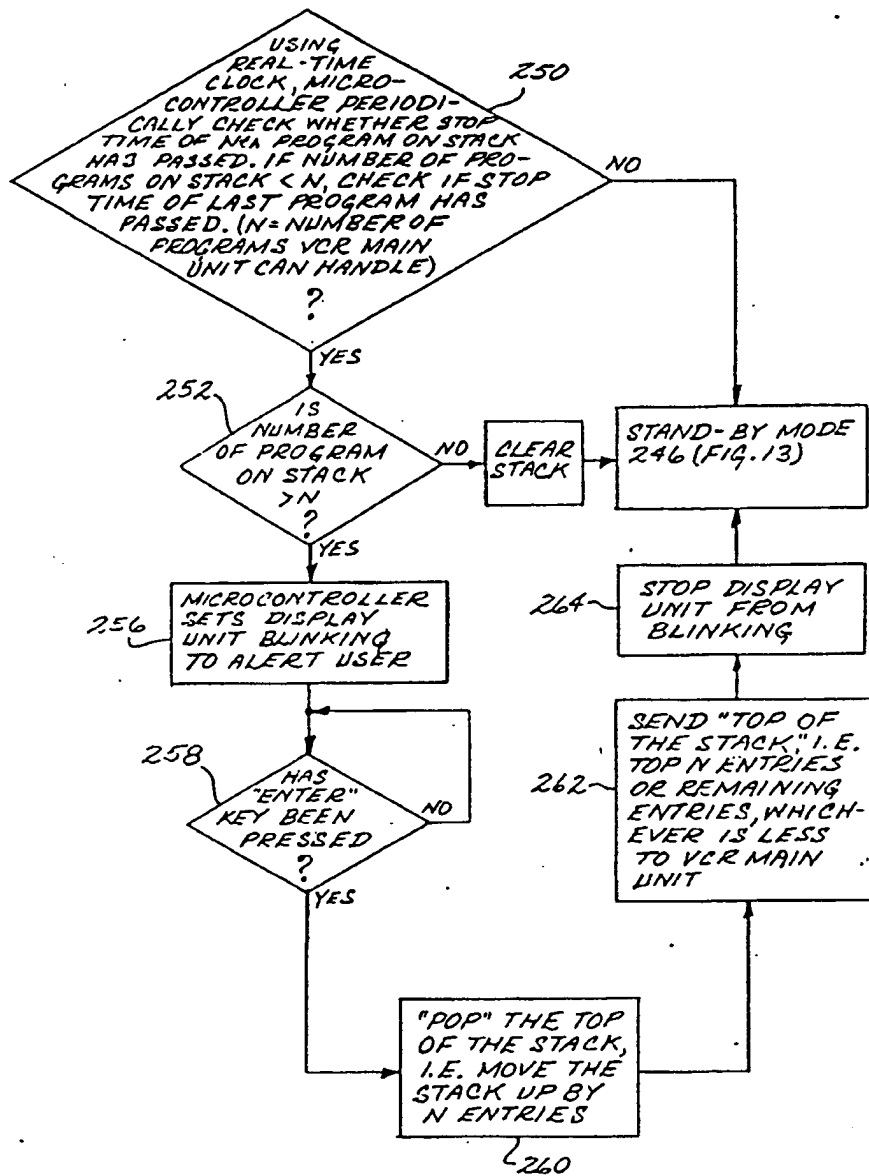 USING
REAL-TIME
CLOCK, MICRO-
CONTROLLER PERIODI-
CALLY CHECK WHETHER STOP
TIME OF Nth PROGRAM ON STACK
HAS PASSED. IF NUMBER OF PRO-
GRAMS ON STACK < N, CHECK IF STOP
TIME OF LAST PROGRAM HAS
PASSED. (N = NUMBER OF
PROGRAMS VCR MAIN
UNIT CAN HANDLE)
?
250
NO
YES
252
IS
NUMBER
OF PROGRAM
ON STACK
>N
?
NO
CLEAR
STACK
STAND-BY MODE
246 (FIG. 13)
YES
256
MICROCONTROLLER
SETS DISPLAY
UNIT BLINKING
TO ALERT USER
264
STOP DISPLAY
UNIT FROM
BLINKING
258
HAS
"ENTER"
KEY BEEN
PRESSED
?
NO
YES
262
SEND "TOP OF
THE STACK," I.E.
TOP N ENTRIES
OR REMAINING
ENTRIES, WHICH-
EVER IS LESS
TO VCR MAIN
UNIT
"POP" THE TOP
OF THE STACK,
I.E. MOVE THE
STACK UP BY
N ENTRIES
260